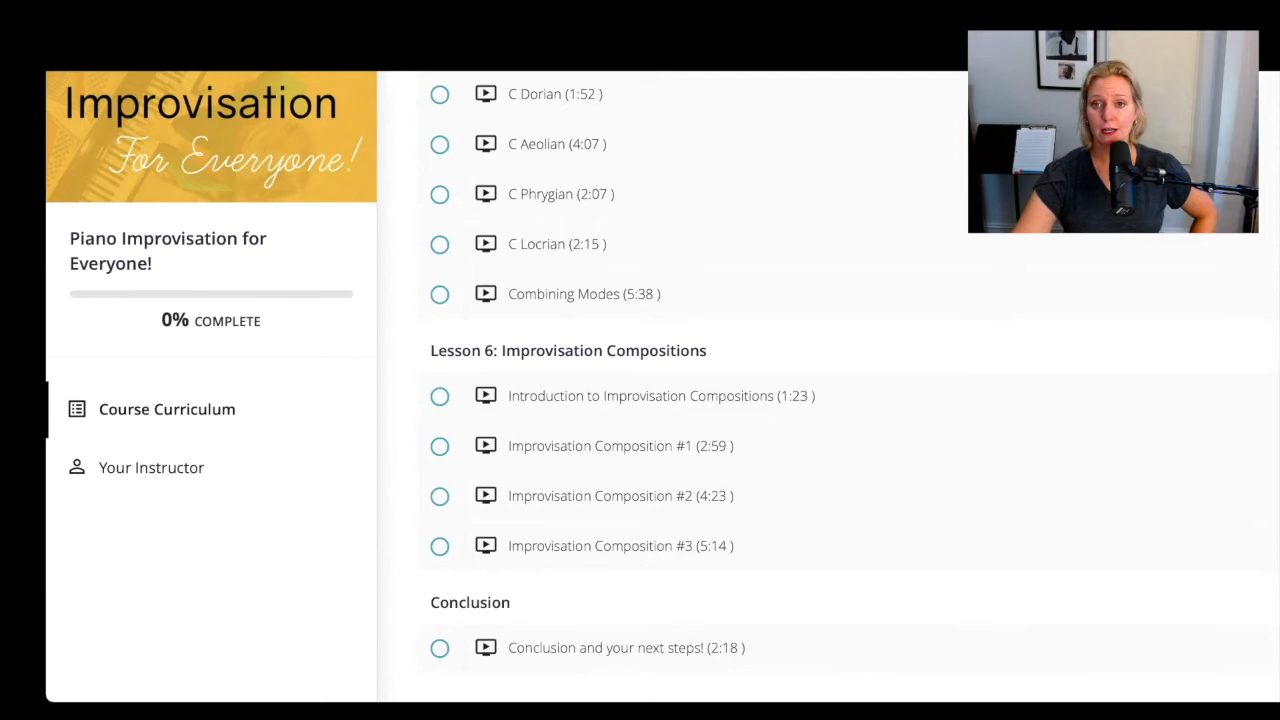 Improvisation
For Everyone!
Piano Improvisation for
Everyone!
0% COMPLETE
Course Curriculum
Your Instructor
C Dorian (1:52 )
C Aeolian (4:07 )
C Phrygian (2:07 )
C Locrian (2:15 )
Combining Modes (5:38 )
Lesson 6: Improvisation Compositions
Introduction to Improvisation Compositions (1:23 )
Improvisation Composition #1 (2:59 )
Improvisation Composition #2 (4:23 )
Improvisation Composition #3 (5:14 )
Conclusion
Conclusion and your next steps! (2:18 )